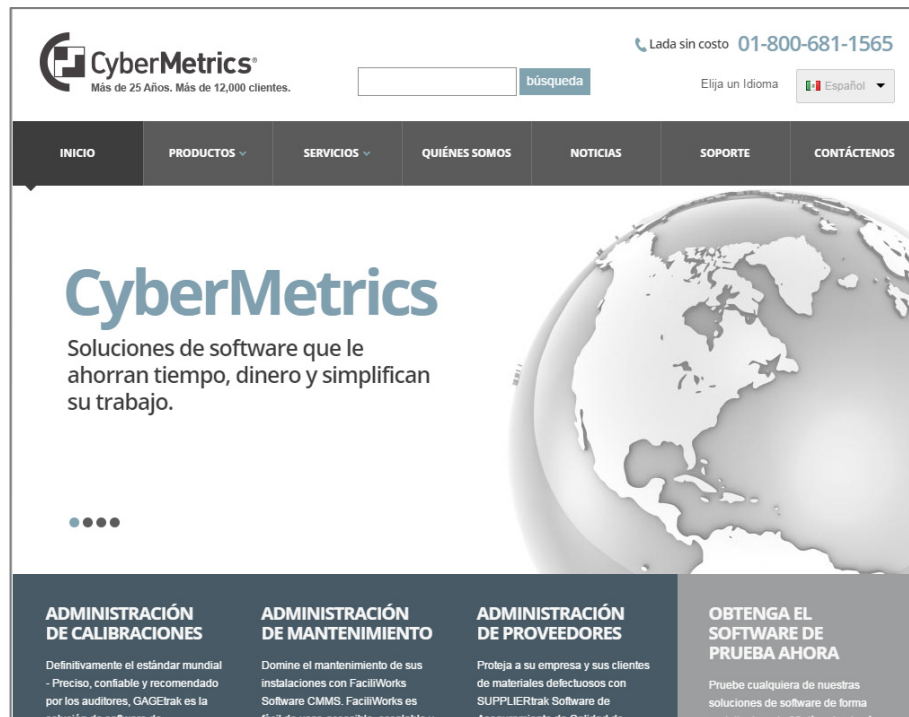 CyberMetrics®
Más de 25 Años. Más de 12,000 clientes.
búsqueda
Lada sin costo 01-800-681-1565
Elija un Idioma
Español
INICIO
PRODUCTOS
SERVICIOS
QUIÉNES SOMOS
NOTICIAS
SOPORTE
CONTÁCTENOS
CyberMetrics
Soluciones de software que le
ahorran tiempo, dinero y simplifican
su trabajo.
ADMINISTRACIÓN
DE CALIBRACIONES
Definitivamente el estándar mundial
- Preciso, confiable y recomendado
por los auditores, GAGEtrak es la
ADMINISTRACIÓN
DE MANTENIMIENTO
Domine el mantenimiento de sus
instalaciones con FaciliWorks
Software CMMS. FaciliWorks es
ADMINISTRACIÓN
DE PROVEEDORES
Proteja a su empresa y sus clientes
de materiales defectuosos con
SUPPLIERtrak Software de
OBTENGA EL
SOFTWARE DE
PRUEBA AHORA
Pruebe cualquiera de nuestras
soluciones de software de forma